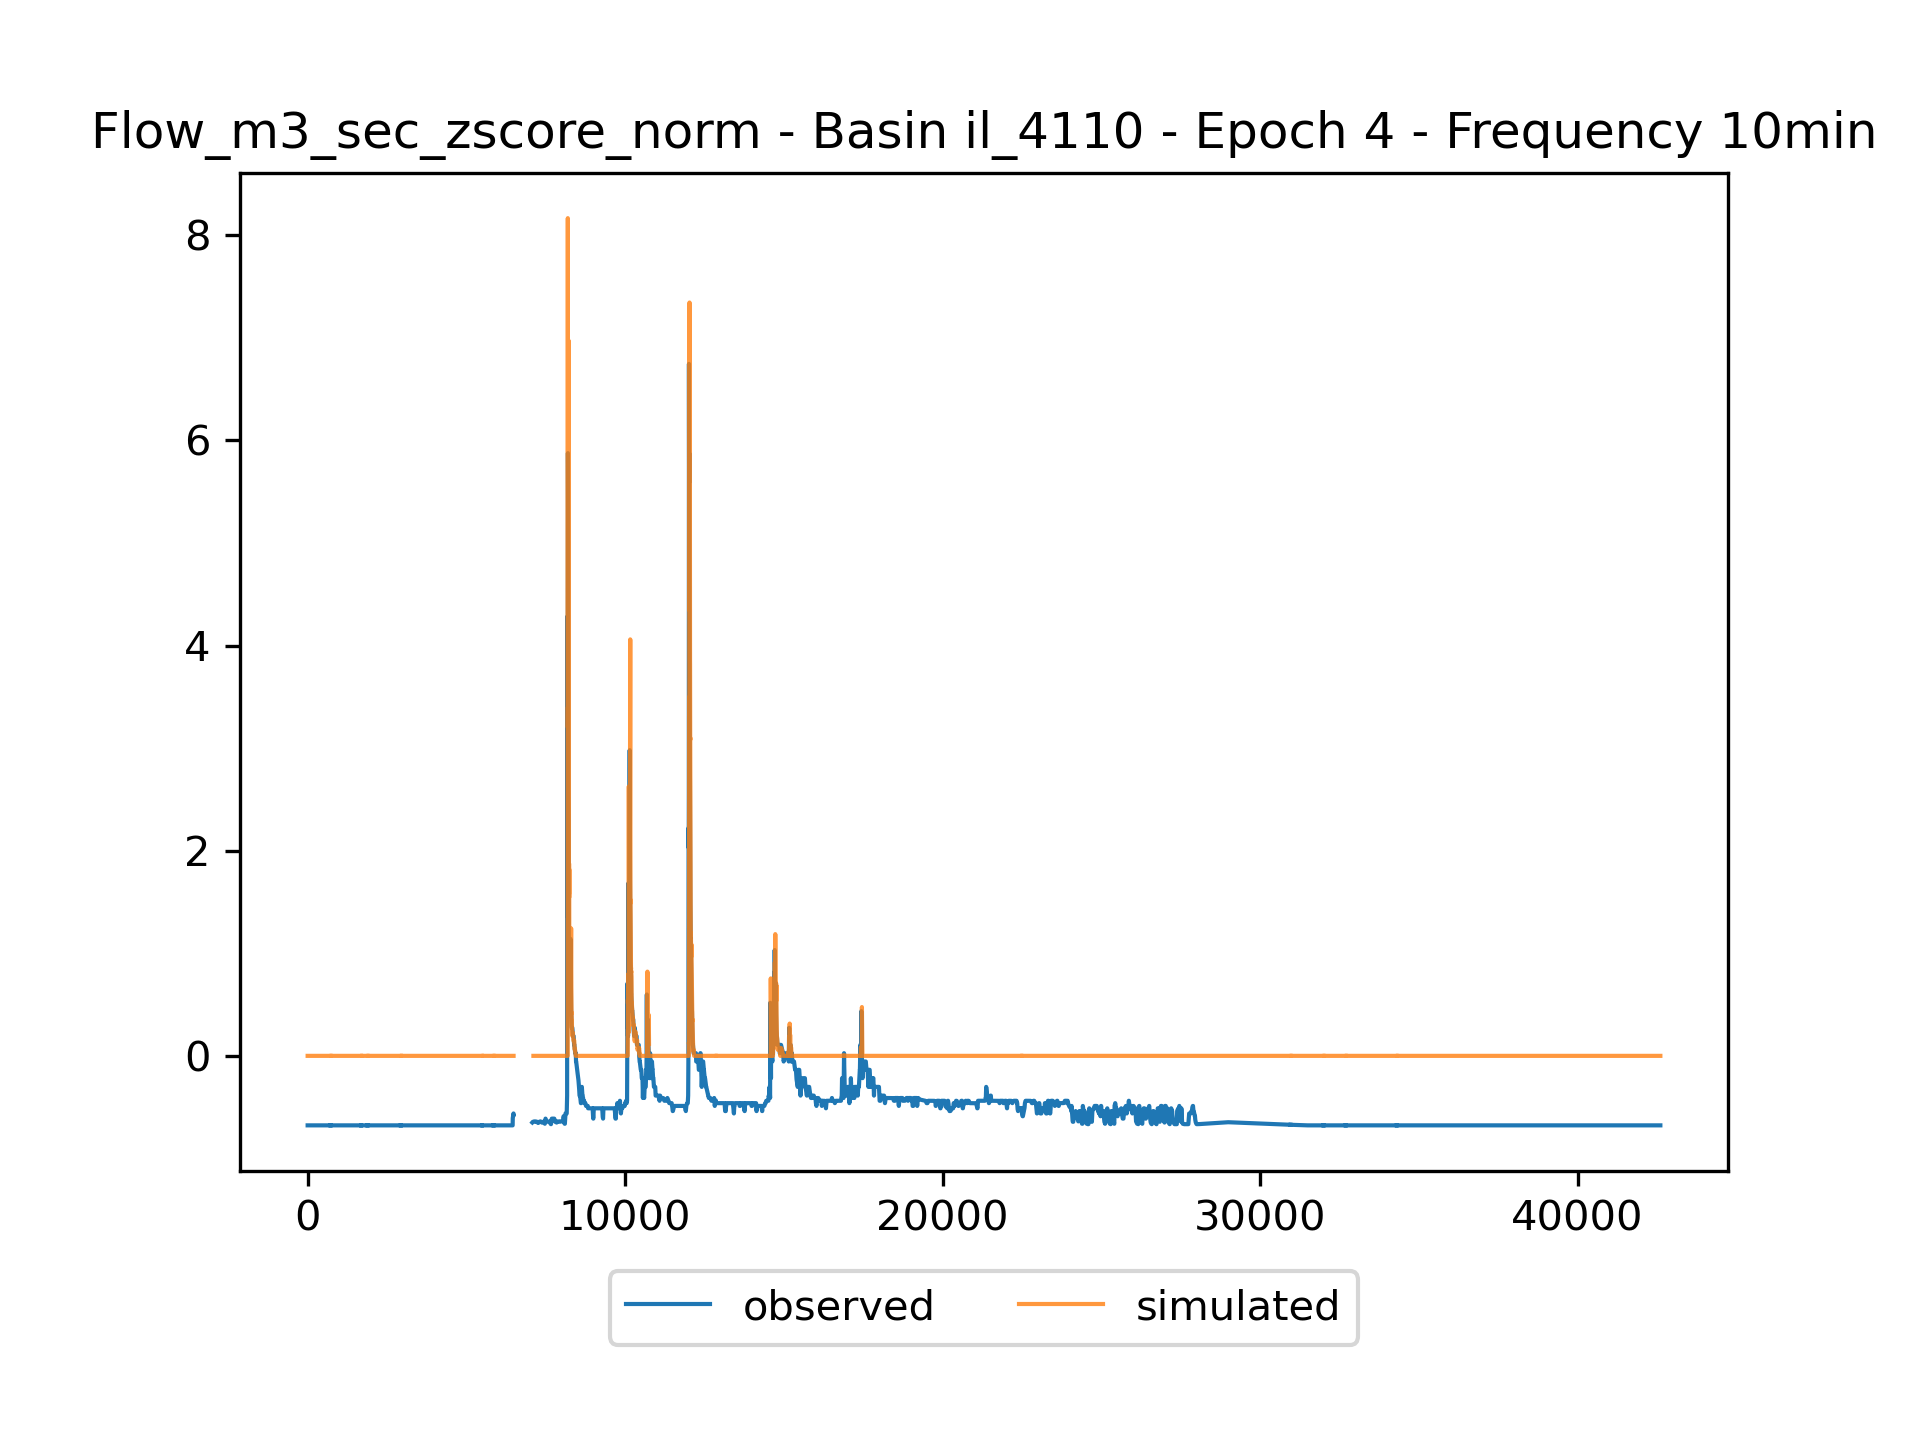 Flow_m3_sec_zscore_norm - Basin il_4110 - Epoch 4 - Frequency 10min
8
6
4
2
0
0 10000 20000 30000 40000
observed simulated